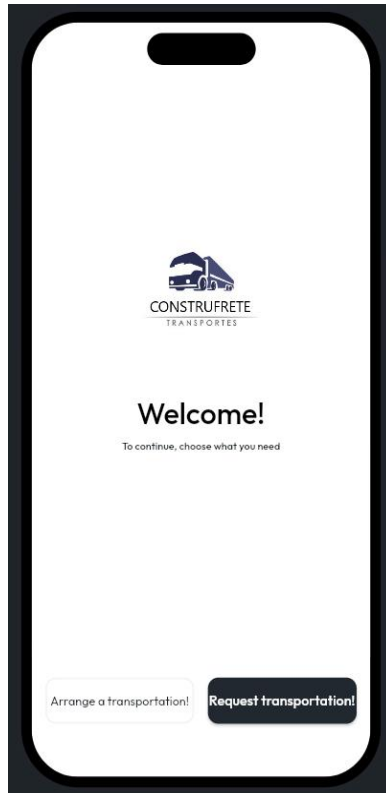 CONSTRUFRETE
TRANSPORTES
Welcome!
To continue, choose what you need
Arrange a transportation!
Request transportation!